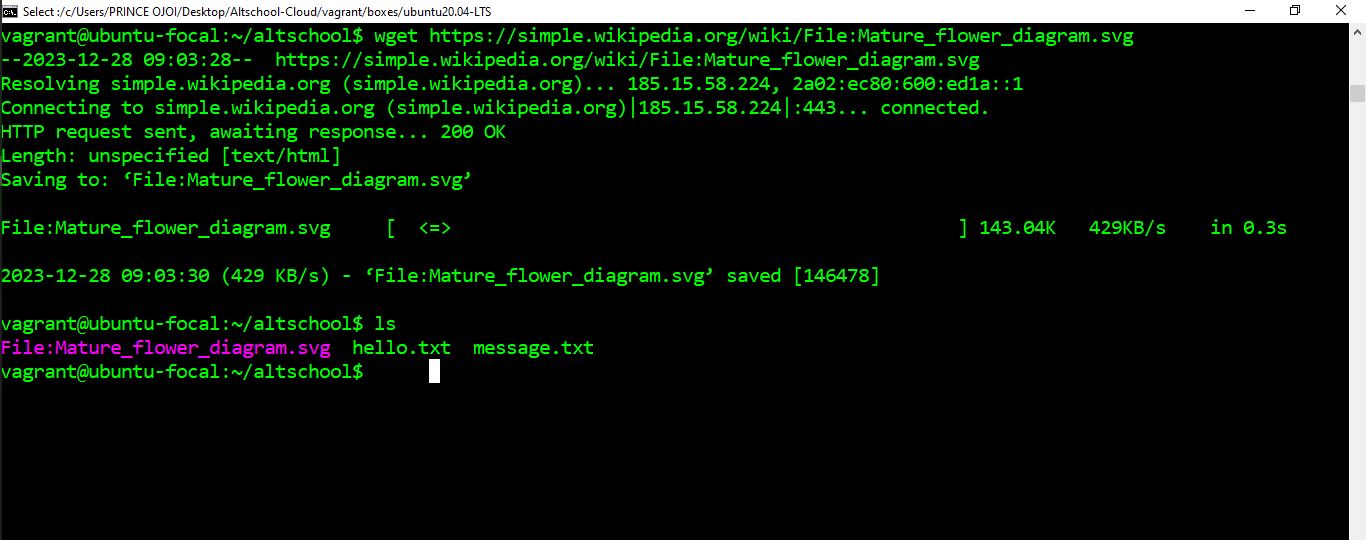 Select :/c/Users/PRINCE OJOI/Desktop/Altschool-Cloud/vagrant/boxes/ubuntu20.04-LTS
vagrant@ubuntu-focal:~/altschool$ wget https://simple.wikipedia.org/wiki/File:Mature_flower_diagram.svg
--2023-12-28 09:03:28--  https://simple.wikipedia.org/wiki/File:Mature_flower_diagram.svg
Resolving simple.wikipedia.org (simple.wikipedia.org)... 185.15.58.224, 2a02:ec80:600:ed1a::1
Connecting to simple.wikipedia.org (simple.wikipedia.org)|185.15.58.224|:443... connected.
HTTP request sent, awaiting response... 200 OK
Length: unspecified [text/html]
Saving to: ‘File:Mature_flower_diagram.svg’
File:Mature_flower_diagram.svg     [  <=>                                              ] 143.04K   429KB/s    in 0.3s
2023-12-28 09:03:30 (429 KB/s) - ‘File:Mature_flower_diagram.svg’ saved [146478]
vagrant@ubuntu-focal:~/altschool$ ls
File:Mature_flower_diagram.svg  hello.txt  message.txt
vagrant@ubuntu-focal:~/altschool$